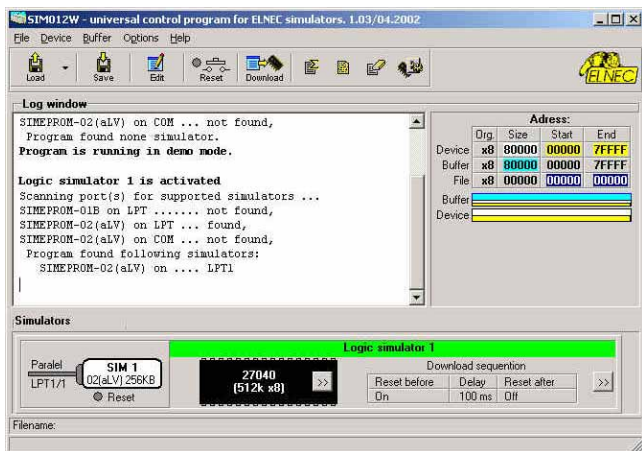 SIM012W - universal control program for ELNEC simulators. 1.03/04.2002
File Device Buffer Options Help
Load Save Edit Reset Download
ELNEC
Log window
SIMEPROM-02(aLV) on COM ... not found,
Program found none simulator.
Program is running in demo mode.
Logic simulator 1 is activated
Scanning port(s) for supported simulators ...
SIMEPROM-01B on LPT ....... not found,
SIMEPROM-02(aLV) on LPT ... found,
SIMEPROM-02(aLV) on COM ... not found,
Program found following simulators:
SIMEPROM-02(aLV) on .... LPT1
Adress:
Org. Size Start End
Device x8 80000 00000 7FFFF
Buffer x8 80000 00000 7FFFF
File x8 00000 00000 00000
Buffer
Device
Simulators
Logic simulator 1
Paralel
LPT1/1
SIM 1
02(aLV) 256KB
Reset
27040
(512k x8)
>>
Download sequention
Reset before Delay Reset after
On 100 ms Off
>>
Filename: